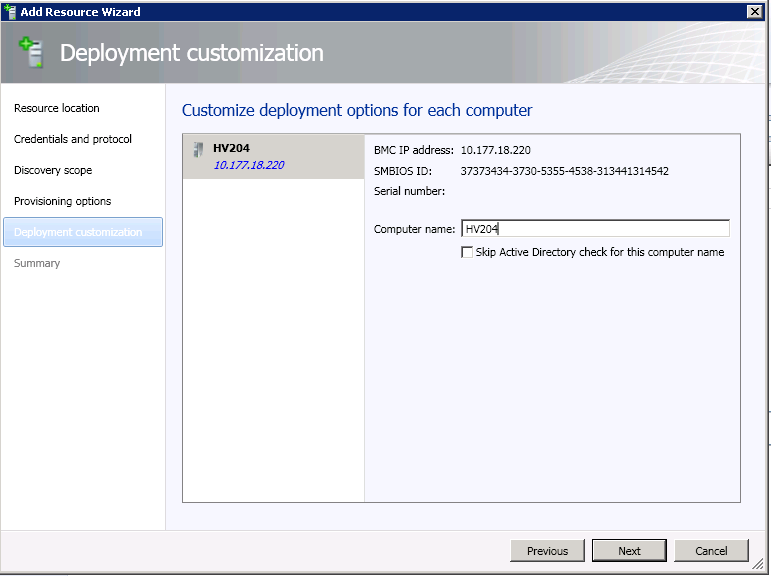 Add Resource Wizard
Deployment customization
Resource location
Credentials and protocol
Discovery scope
Provisioning options
Deployment customization
Summary
Customize deployment options for each computer
HV204
10.177.18.220
BMC IP address: 10.177.18.220
SMBIOS ID: 37373434-3730-5355-4538-313441314542
Serial number:
Computer name: HV204
Skip Active Directory check for this computer name
Previous Next Cancel